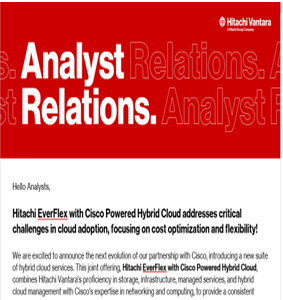 Hitachi Vantara
A Hitachi Group Company
s. Analyst Relations. A
st Relations. Analyst R
Hello Analysts,
Hitachi EverFlex with Cisco Powered Hybrid Cloud addresses critical
challenges in cloud adoption, focusing on cost optimization and flexibility!
We are excited to announce the next evolution of our partnership with Cisco, introducing a new suite
of hybrid cloud services. This joint offering, Hitachi EverFlex with Cisco Powered Hybrid Cloud,
combines Hitachi Vantara's proficiency in storage, infrastructure, managed services, and hybrid
cloud management with Cisco's expertise in networking and computing, to provide a consistent